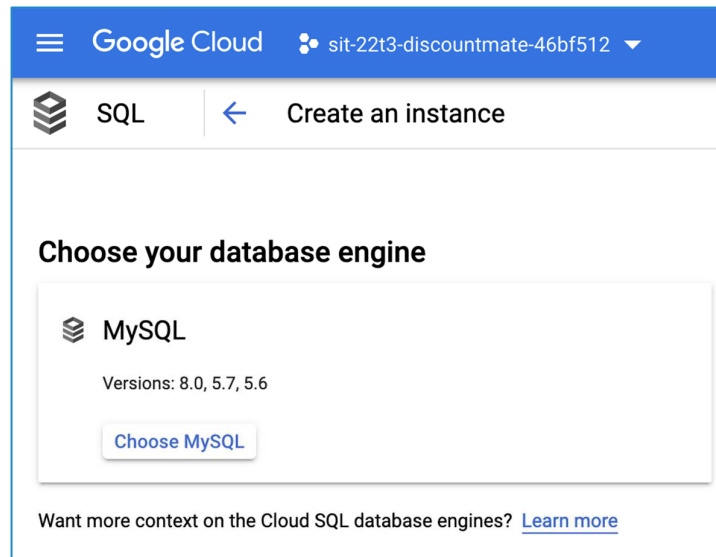 Google Cloud sit-22t3-discountmate-46bf512
SQL Create an instance
Choose your database engine
MySQL
Versions: 8.0, 5.7, 5.6
Choose MySQL
Want more context on the Cloud SQL database engines? Learn more